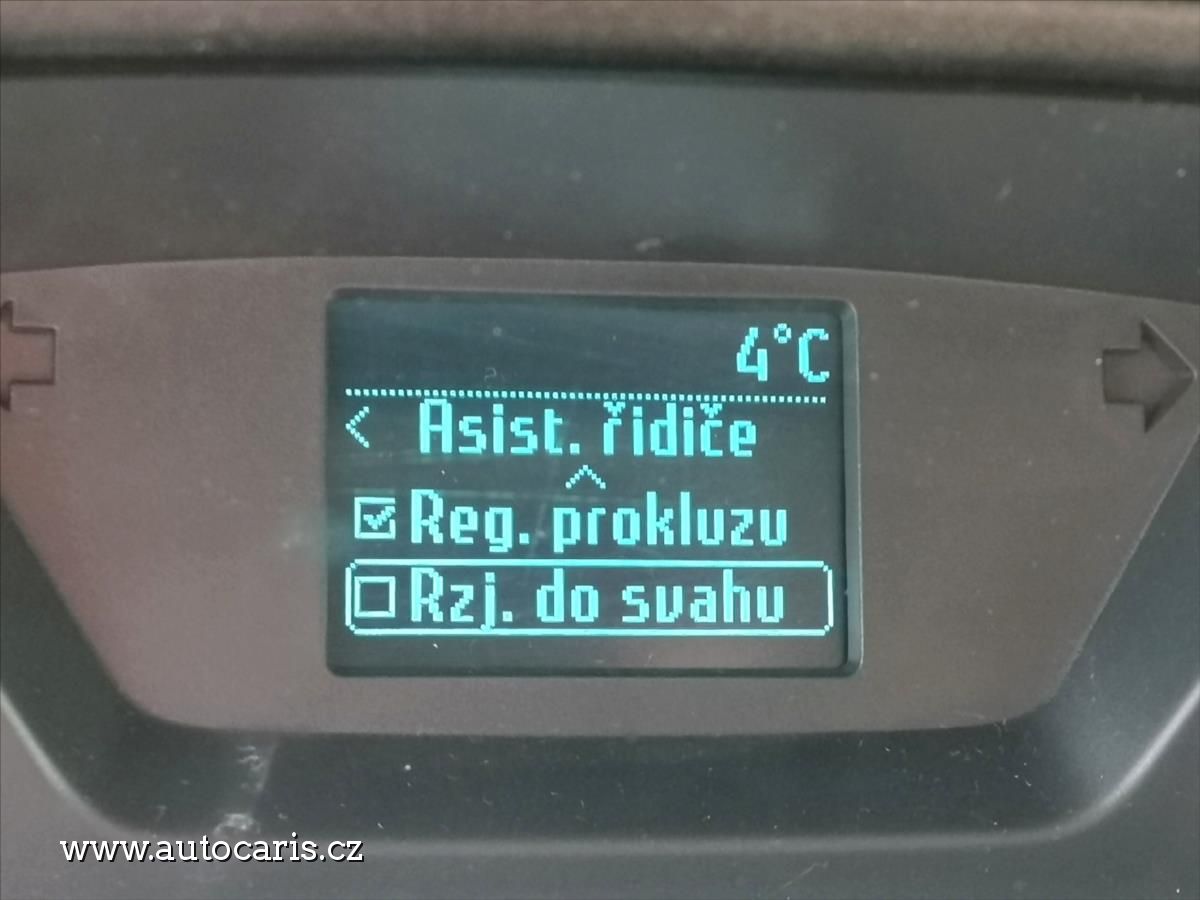 4°C
< Asist. řidiče
Reg. prokluzu
Rzj. do svahu
www.autocaris.cz